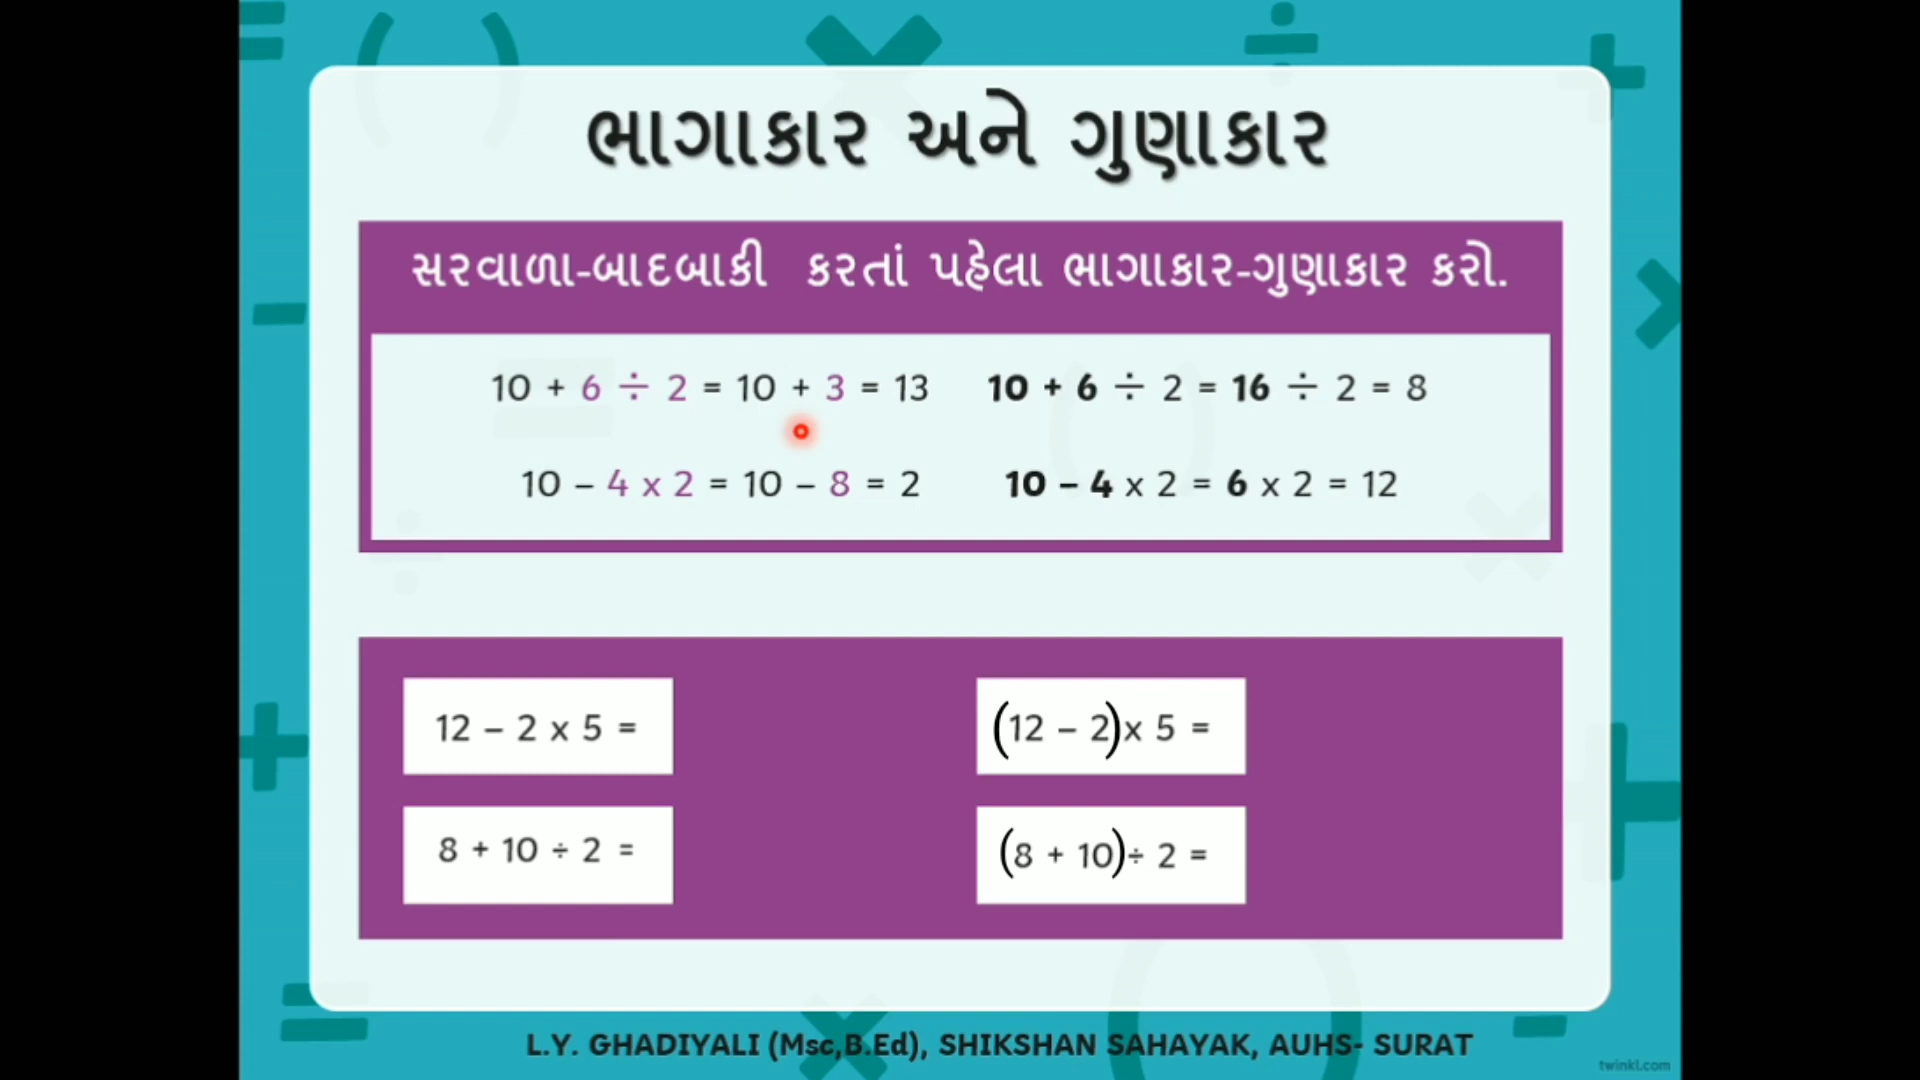 ભાગાકાર અને ગુણાકાર
સરવાળા-બાદબાકી કરતાં પહેલા ભાગાકાર-ગુણાકાર કરો.
10 + 6 ÷ 2 = 10 + 3 = 13
10 + 6 ÷ 2 = 16 ÷ 2 = 8
10 – 4 x 2 = 10 – 8 = 2
10 – 4 x 2 = 6 x 2 = 12
12 – 2 x 5 =
(12 – 2) x 5 =
8 + 10 ÷ 2 =
(8 + 10) ÷ 2 =
L.Y. GHADIYALI (Msc,B.Ed), SHIKSHAN SAHAYAK, AUHS- SURAT
twinkl.com